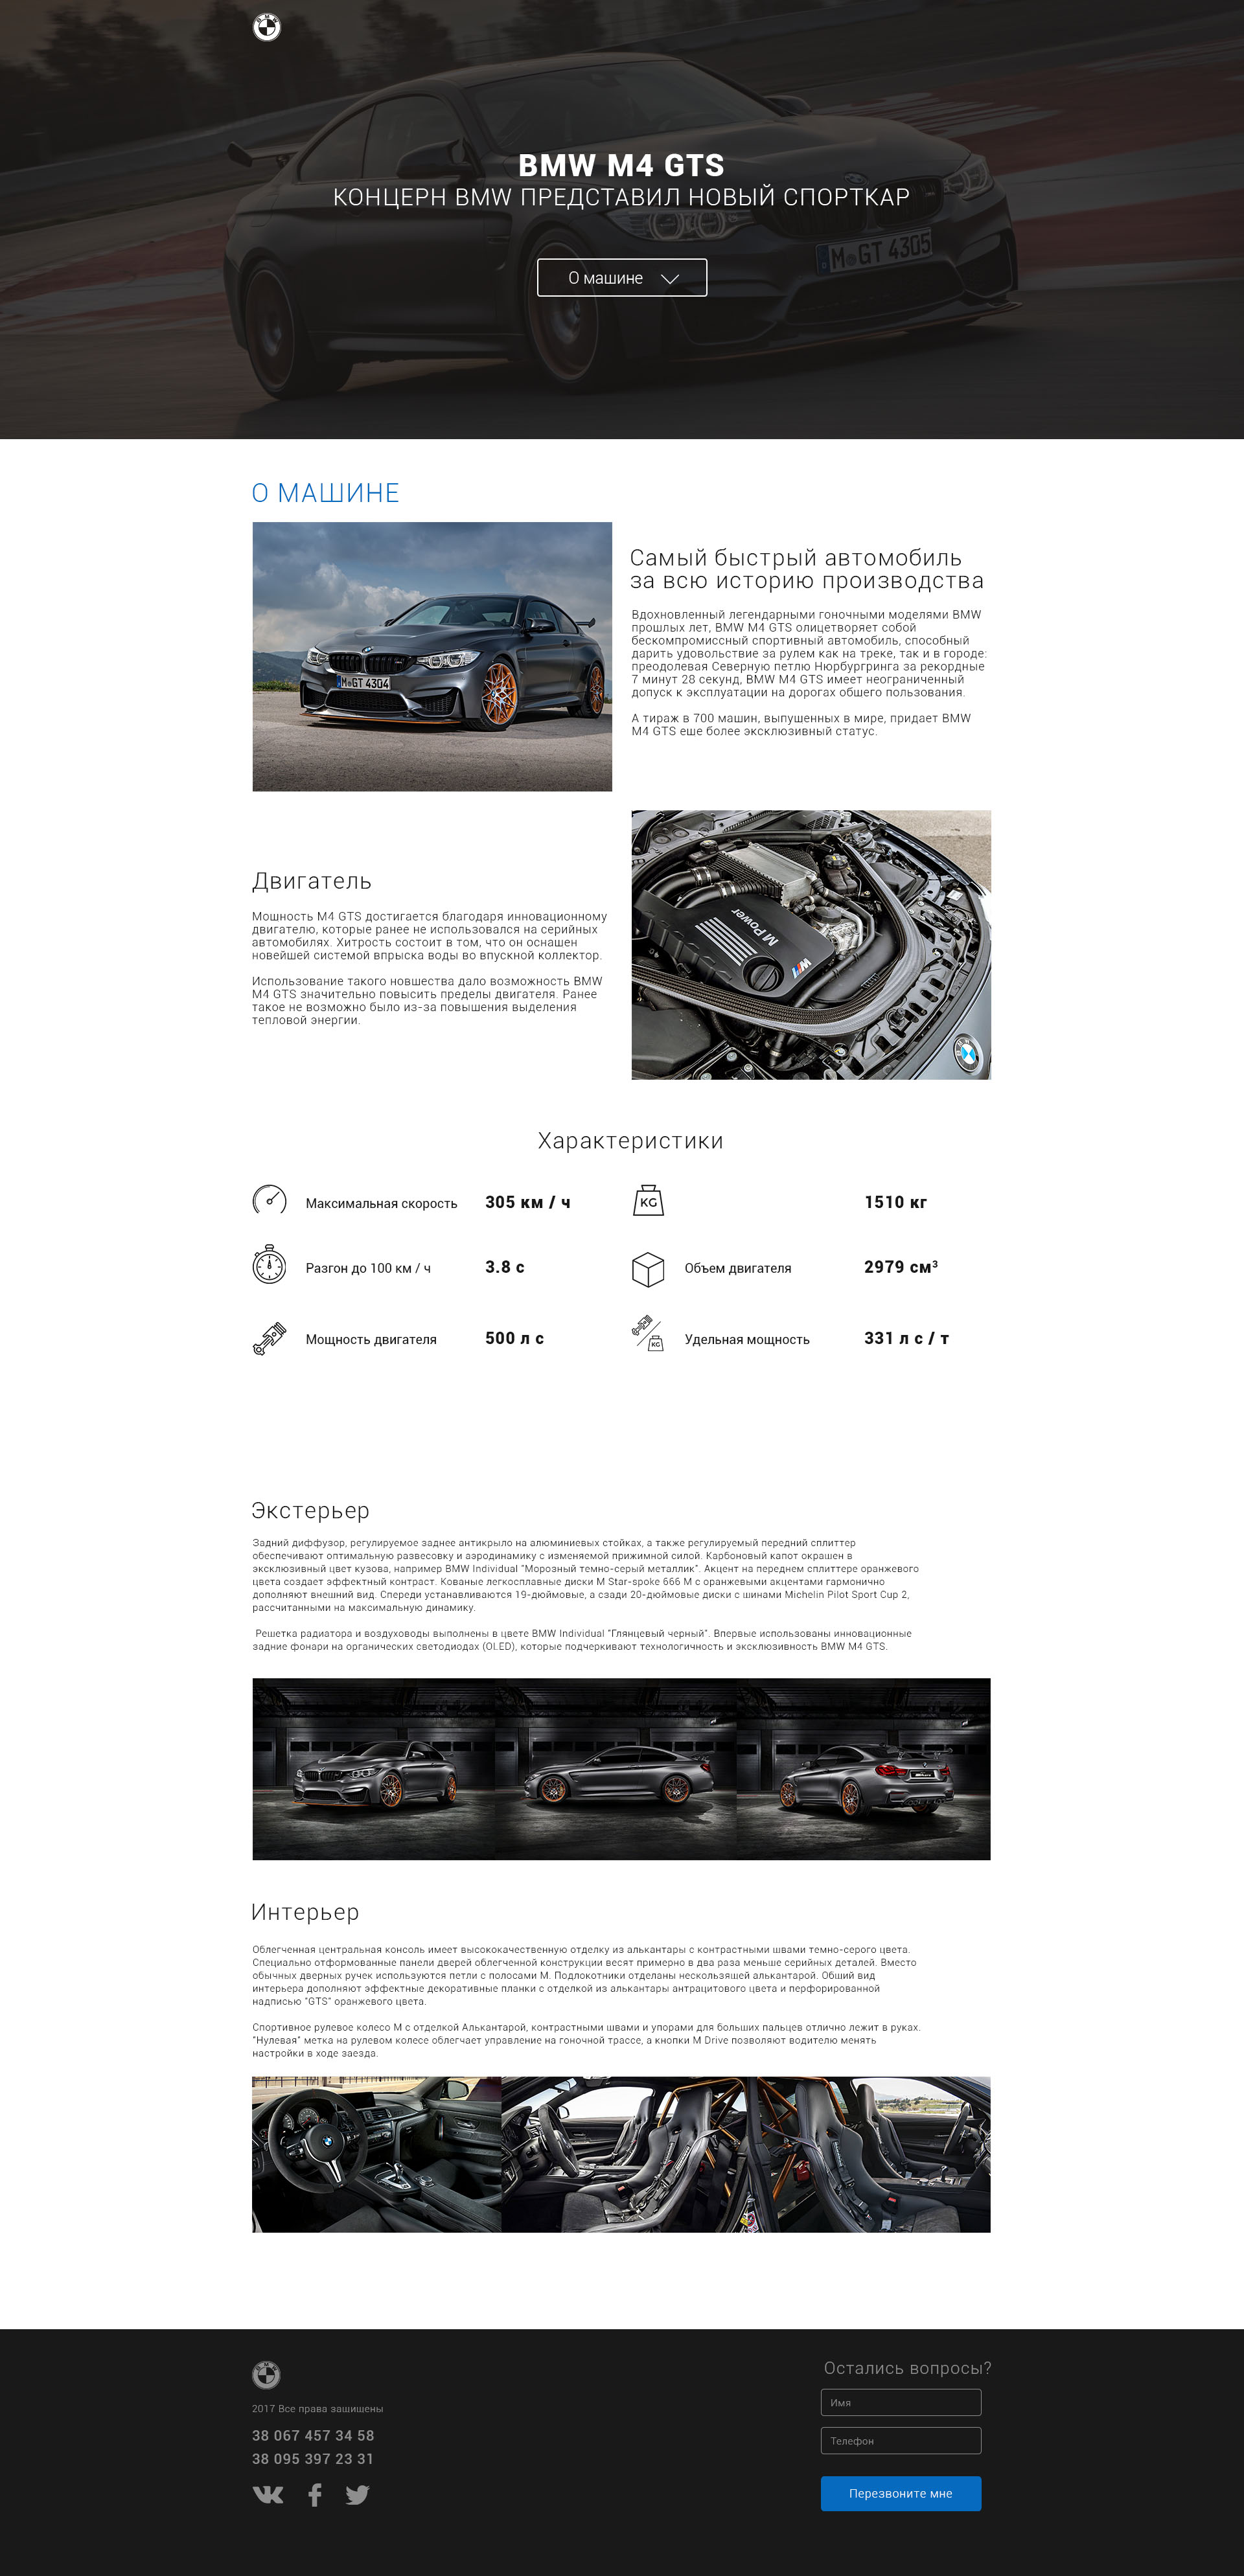 BMW M4 GTS
КОНЦЕРН BMW ПРЕДСТАВИЛ НОВЫЙ СПОРТКАР
M GT 4305
О машине
О МАШИНЕ
M GT 4304
Самый быстрый автомобиль
за всю историю производства
Вдохновленный легендарными гоночными моделями BMW
прошлых лет, BMW M4 GTS олицетворяет собой
бескомпромиссный спортивный автомобиль, способный
дарить удовольствие за рулем как на треке, так и в городе:
преодолевая Северную петлю Нюрбургринга за рекордные
7 минут 28 секунд, BMW M4 GTS имеет неограниченный
допуск к эксплуатации на дорогах общего пользования.
А тираж в 700 машин, выпущенных в мире, придает BMW
M4 GTS еще более эксклюзивный статус.
Двигатель
Мощность M4 GTS достигается благодаря инновационному
двигателю, которые ранее не использовался на серийных
автомобилях. Хитрость состоит в том, что он оснащен
новейшей системой впрыска воды во впускной коллектор.
Использование такого новшества дало возможность BMW
M4 GTS значительно повысить пределы двигателя. Ранее
такое не возможно было из-за повышения выделения
тепловой энергии.
M Power
Характеристики
Максимальная скорость 305 км / ч
KG 1510 кг
Разгон до 100 км / ч 3.8 с
Объем двигателя 2979 см³
Мощность двигателя 500 л с
KG Удельная мощность 331 л с / т
Экстерьер
Задний диффузор, регулируемое заднее антикрыло на алюминиевых стойках, а также регулируемый передний сплиттер
обеспечивают оптимальную развесовку и аэродинамику с изменяемой прижимной силой. Карбоновый капот окрашен в
эксклюзивный цвет кузова, например BMW Individual "Морозный темно-серый металлик". Акцент на переднем сплиттере оранжевого
цвета создает эффектный контраст. Кованые легкосплавные диски M Star-spoke 666 M с оранжевыми акцентами гармонично
дополняют внешний вид. Спереди устанавливаются 19-дюймовые, а сзади 20-дюймовые диски с шинами Michelin Pilot Sport Cup 2,
рассчитанными на максимальную динамику.
Решетка радиатора и воздуховоды выполнены в цвете BMW Individual "Глянцевый черный". Впервые использованы инновационные
задние фонари на органических светодиодах (OLED), которые подчеркивают технологичность и эксклюзивность BMW M4 GTS.
Интерьер
Облегченная центральная консоль имеет высококачественную отделку из алькантары с контрастными швами темно-серого цвета.
Специально отформованные панели дверей облегченной конструкции весят примерно в два раза меньше серийных деталей. Вместо
обычных дверных ручек используются петли с полосами M. Подлокотники отделаны нескользящей алькантарой. Общий вид
интерьера дополняют эффектные декоративные планки с отделкой из алькантары антрацитового цвета и перфорированной
надписью "GTS" оранжевого цвета.
Спортивное рулевое колесо M с отделкой Алькантарой, контрастными швами и упорами для больших пальцев отлично лежит в руках.
"Нулевая" метка на рулевом колесе облегчает управление на гоночной трассе, а кнопки M Drive позволяют водителю менять
настройки в ходе заезда.
2017 Все права защищены
38 067 457 34 58
38 095 397 23 31
Остались вопросы?
Имя
Телефон
Перезвоните мне